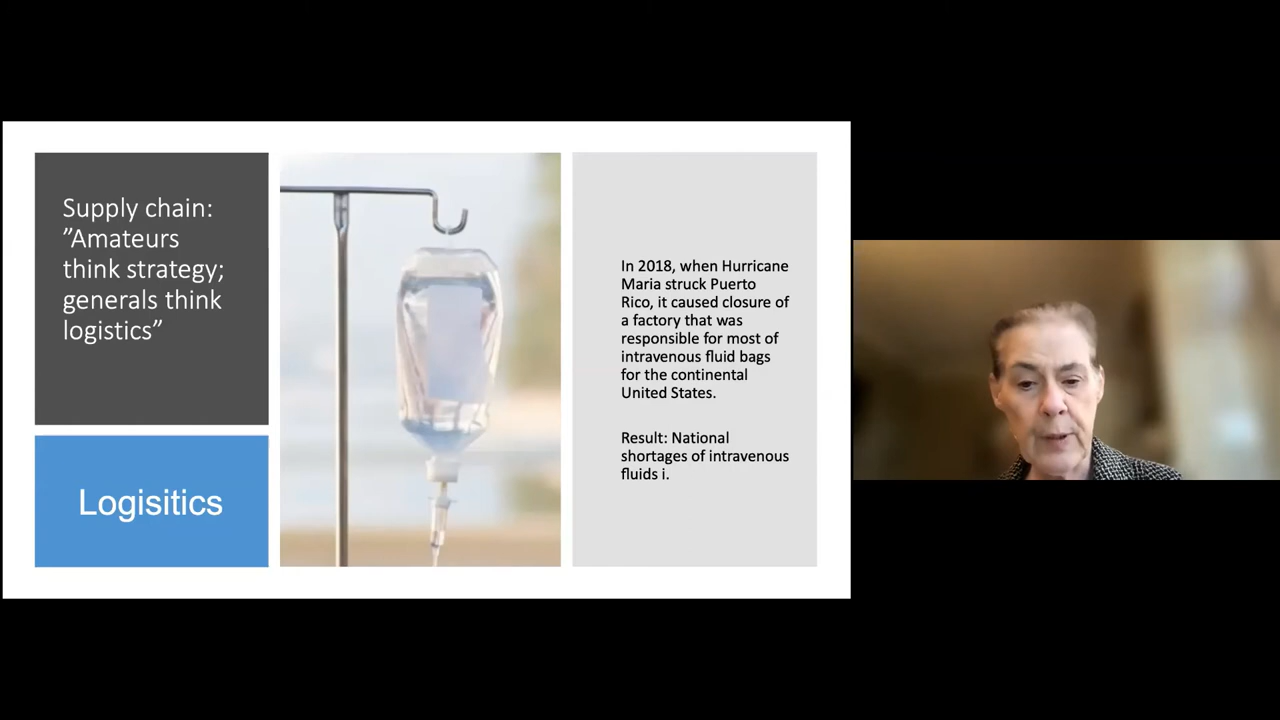 Supply chain:
”Amateurs
think strategy;
generals think
logistics”
Logisitics
In 2018, when Hurricane
Maria struck Puerto
Rico, it caused closure of
a factory that was
responsible for most of
intravenous fluid bags
for the continental
United States.
Result: National
shortages of intravenous
fluids i.